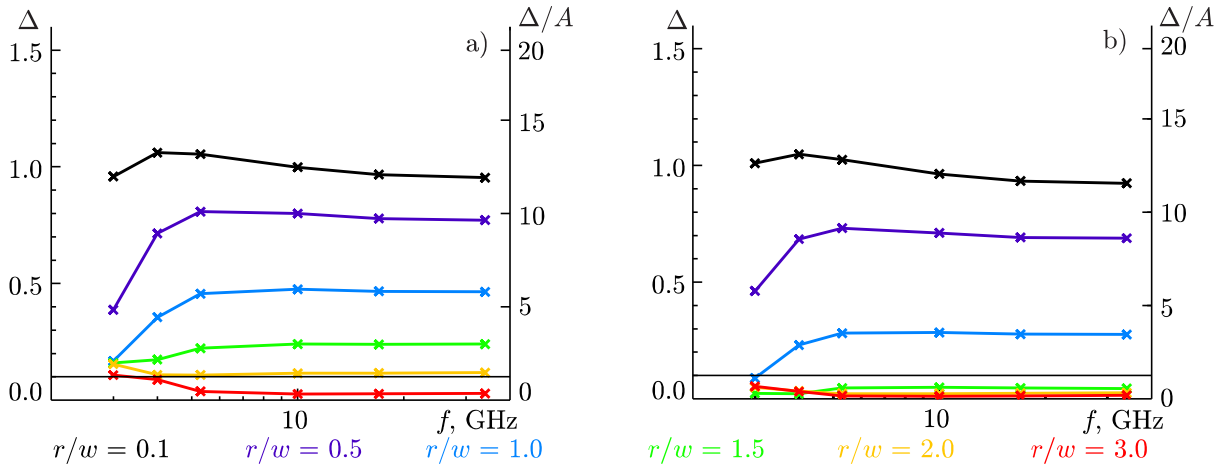 Δ Δ/A Δ Δ/A
a) b)
1.5 20 1.5 20
15 15
1.0 1.0
10 10
0.5 0.5
5 5
0.0 0 0.0 0
10 f, GHz 10 f, GHz
r/w = 0.1 r/w = 0.5 r/w = 1.0 r/w = 1.5 r/w = 2.0 r/w = 3.0